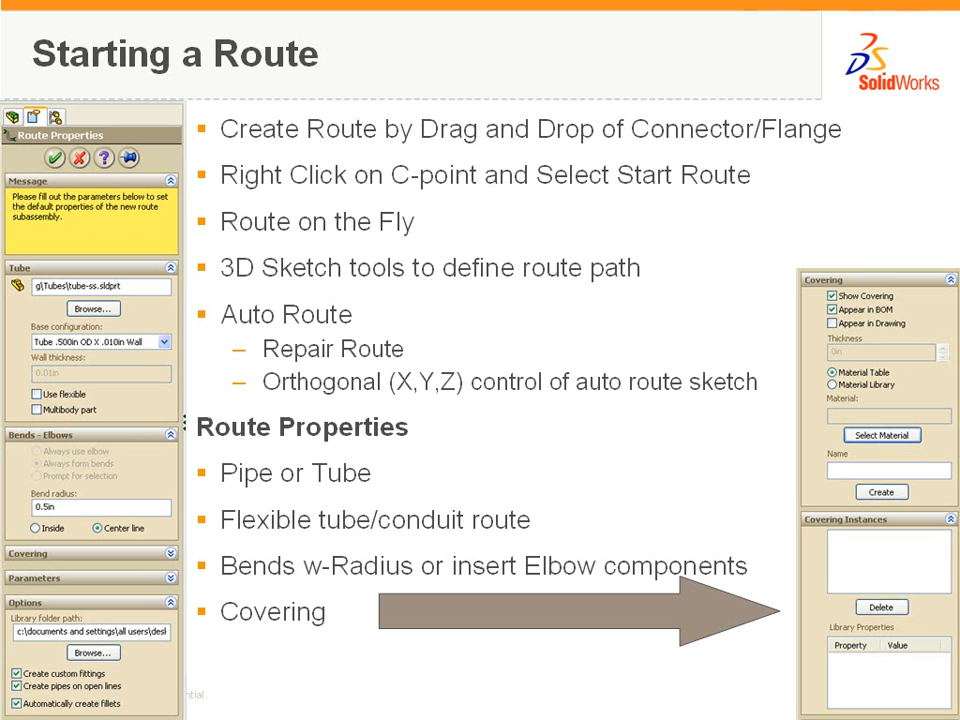 Starting a Route
SolidWorks
Route Properties
Message
Please fill out the parameters below to set
the default properties of the new route
subassembly.
Tube
g\Tubes\tube-ss.sldprt
Browse...
Base configuration:
Tube .500in OD X .010in Wall
Wall thickness:
0.01in
Use flexible
Multibody part
Bends - Elbows
Always use elbow
Always form bends
Prompt for selection
Bend radius:
0.5in
Inside
Center line
Covering
Parameters
Options
Library folder path:
c:\documents and settings\all users\desl
Browse...
Create custom fittings
Create pipes on open lines
Automatically create fillets
Create Route by Drag and Drop of Connector/Flange
Right Click on C-point and Select Start Route
Route on the Fly
3D Sketch tools to define route path
Auto Route
– Repair Route
– Orthogonal (X,Y,Z) control of auto route sketch
Route Properties
Pipe or Tube
Flexible tube/conduit route
Bends w-Radius or insert Elbow components
Covering
ntial.
Covering
Show Covering
Appear in BOM
Appear in Drawing
Thickness
0in
Material Table
Material Library
Material:
Select Material
Name
Create
Covering Instances
Delete
Library Properties
Property Value